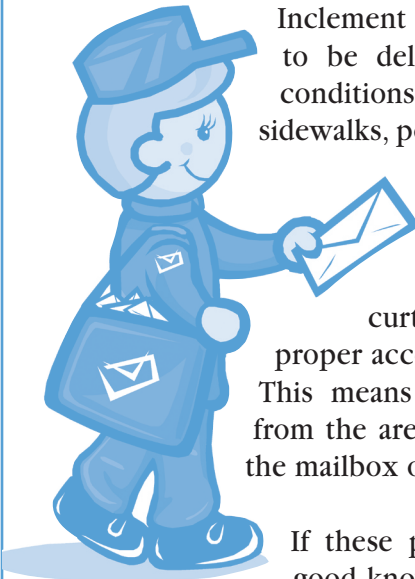 Inclement
to be del
conditions
sidewalks, p
curt
proper acc
This means
from the are
the mailbox o
If these p
good kno